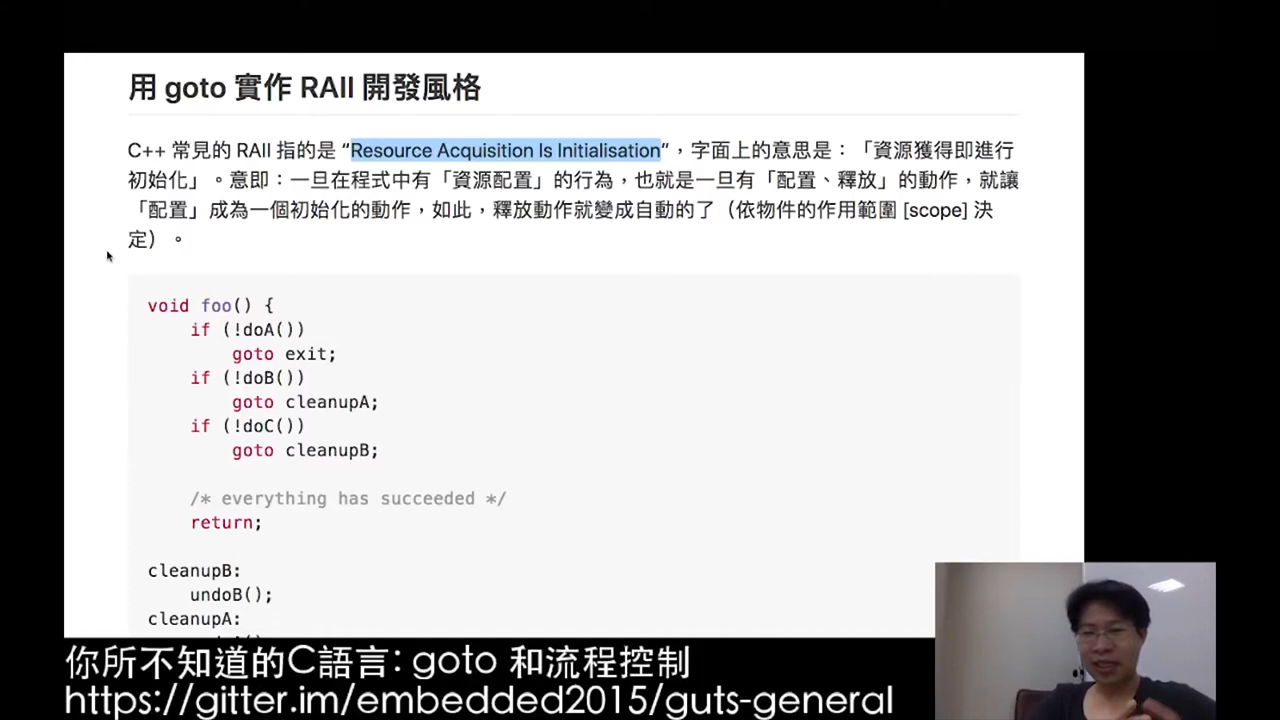 用 goto 實作 RAII 開發風格
C++ 常見的 RAII 指的是 “Resource Acquisition Is Initialisation“，字面上的意思是：「資源獲得即進行
初始化」。意即：一旦在程式中有「資源配置」的行為，也就是一旦有「配置、釋放」的動作，就讓
「配置」成為一個初始化的動作，如此，釋放動作就變成自動的了（依物件的作用範圍 [scope] 決
定）。
void foo() {
if (!doA())
goto exit;
if (!doB())
goto cleanupA;
if (!doC())
goto cleanupB;
/* everything has succeeded */
return;
cleanupB:
undoB();
cleanupA:
你所不知道的C語言: goto 和流程控制
https://gitter.im/embedded2015/guts-general